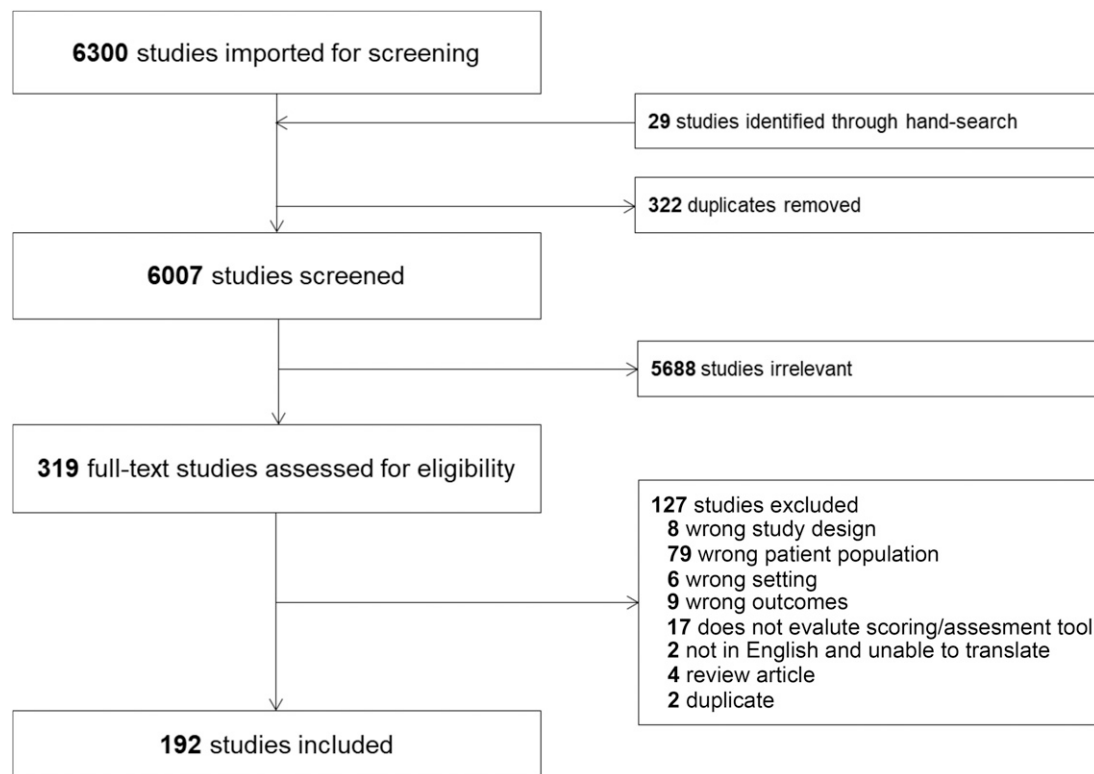 6300 studies imported for screening
29 studies identified through hand-search
322 duplicates removed
6007 studies screened
5688 studies irrelevant
319 full-text studies assessed for eligibility
127 studies excluded
8 wrong study design
79 wrong patient population
6 wrong setting
9 wrong outcomes
17 does not evalute scoring/assesment tool
2 not in English and unable to translate
4 review article
2 duplicate
192 studies included